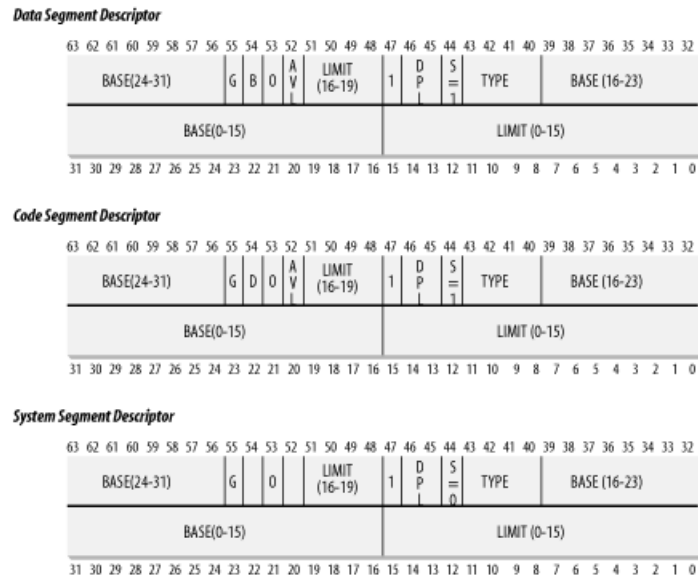 Data Segment Descriptor
63 62 61 60 59 58 57 56 55 54 53 52 51 50 49 48 47 46 45 44 43 42 41 40 39 38 37 36 35 34 33 32
BASE(24-31) G B 0 AVL LIMIT (16-19) 1 DPL S=1 TYPE BASE (16-23)
BASE(0-15) LIMIT (0-15)
31 30 29 28 27 26 25 24 23 22 21 20 19 18 17 16 15 14 13 12 11 10 9 8 7 6 5 4 3 2 1 0
Code Segment Descriptor
63 62 61 60 59 58 57 56 55 54 53 52 51 50 49 48 47 46 45 44 43 42 41 40 39 38 37 36 35 34 33 32
BASE(24-31) G D 0 AVL LIMIT (16-19) 1 DPL S=1 TYPE BASE (16-23)
BASE(0-15) LIMIT (0-15)
31 30 29 28 27 26 25 24 23 22 21 20 19 18 17 16 15 14 13 12 11 10 9 8 7 6 5 4 3 2 1 0
System Segment Descriptor
63 62 61 60 59 58 57 56 55 54 53 52 51 50 49 48 47 46 45 44 43 42 41 40 39 38 37 36 35 34 33 32
BASE(24-31) G 0 LIMIT (16-19) 1 DPL S=0 TYPE BASE (16-23)
BASE(0-15) LIMIT (0-15)
31 30 29 28 27 26 25 24 23 22 21 20 19 18 17 16 15 14 13 12 11 10 9 8 7 6 5 4 3 2 1 0